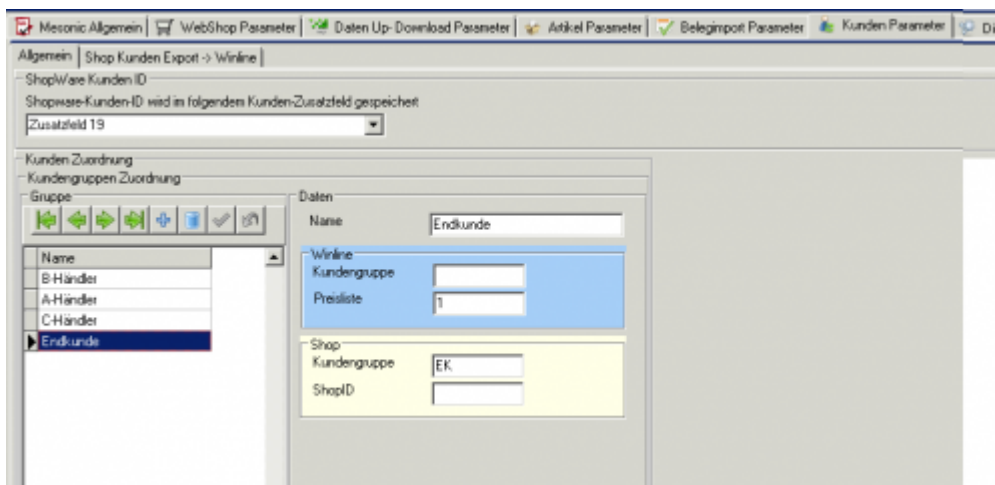 Mesonic Allgemein WebShop Parameter Daten Up- Download Parameter Artikel Parameter Belegimport Parameter Kunden Parameter
Allgemein Shop Kunden Export -> Winline
ShopWare Kunden ID
Shopware-Kunden-ID wird im folgendem Kunden-Zusatzfeld gespeichert
Zusatzfeld 19
Kunden Zuordnung
Kundengruppen Zuordnung
Gruppe
Name
B-Händler
A-Händler
C-Händler
Endkunde
Daten
Name Endkunde
Winline
Kundengruppe
Preisliste 1
Shop
Kundengruppe EK
ShopID